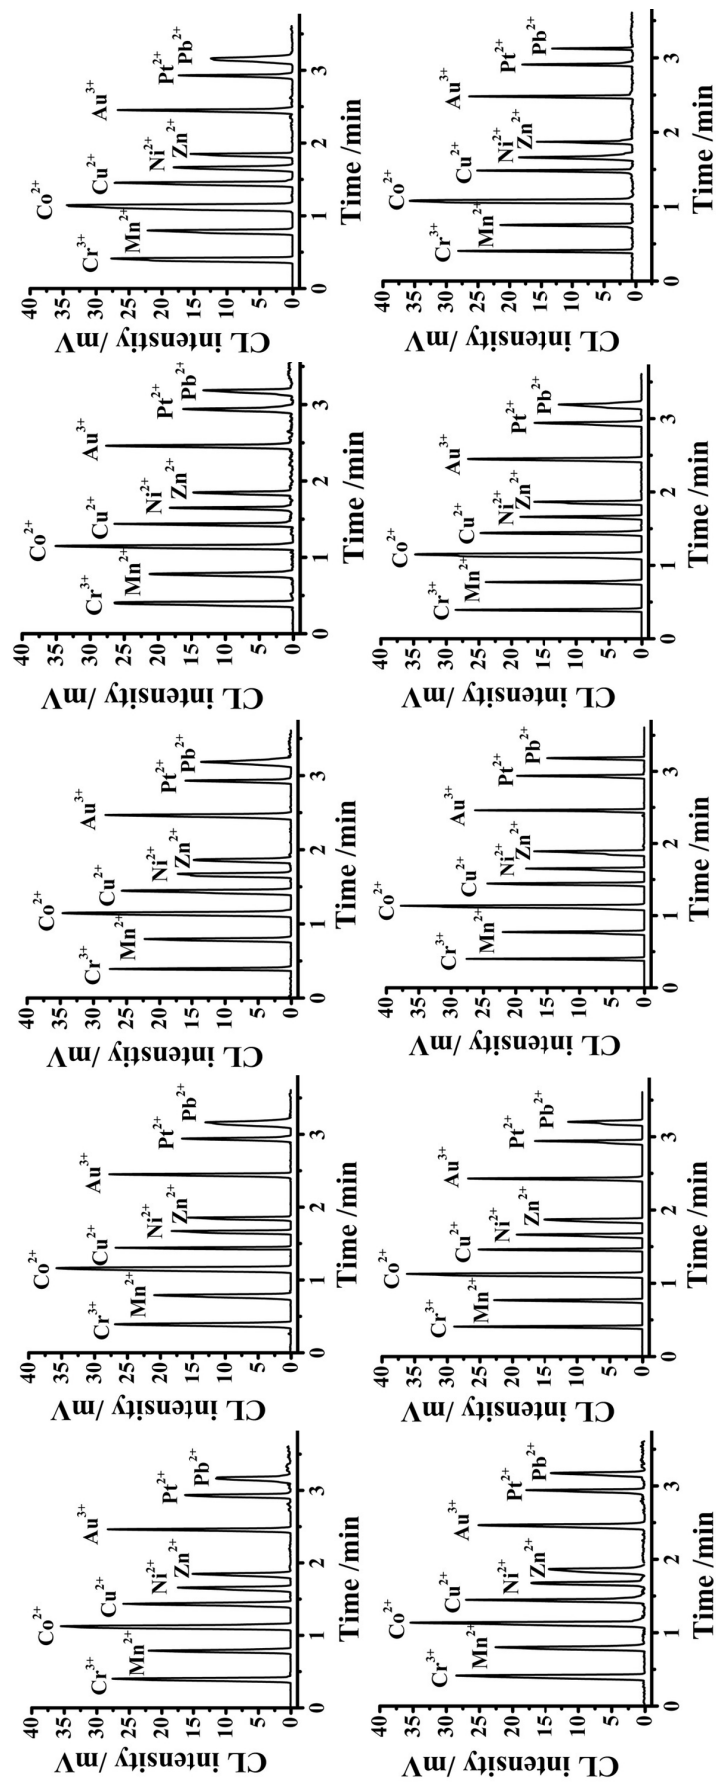 CL intensity /mV
40
35
30
25
20
15
10
5
0
Cr3+
Mn2+
Co2+
Cu2+
Ni2+
Zn2+
Au3+
Pt2+
Pb2+
0 1 2 3
Time /min
CL intensity /mV
40
35
30
25
20
15
10
5
0
Cr3+
Mn2+
Co2+
Cu2+
Ni2+
Zn2+
Au3+
Pt2+
Pb2+
0 1 2 3
Time /min
CL intenstiy /mV
40
35
30
25
20
15
10
5
0
Cr3+
Mn2+
Co2+
Cu2+
Ni2+
Zn2+
Au3+
Pt2+
Pb2+
0 1 2 3
Time /min
CL intensity /mV
40
35
30
25
20
15
10
5
0
Cr3+
Mn2+
Co2+
Cu2+
Ni2+
Zn2+
Au3+
Pt2+
Pb2+
0 1 2 3
Time /min
CL intenstiy /mV
40
35
30
25
20
15
10
5
0
Cr3+
Mn2+
Co2+
Cu2+
Ni2+
Zn2+
Au3+
Pt2+
Pb2+
0 1 2 3
Time /min
CL intensity /mV
40
35
30
25
20
15
10
5
0
Cr3+
Mn2+
Co2+
Cu2+
Ni2+
Zn2+
Au3+
Pt2+
Pb2+
0 1 2 3
Time /min
CL intensity /mV
40
35
30
25
20
15
10
5
0
Cr3+
Mn2+
Co2+
Cu2+
Ni2+
Zn2+
Au3+
Pt2+
Pb2+
0 1 2 3
Time /min
CL intensity /mV
40
35
30
25
20
15
10
5
0
Cr3+
Mn2+
Co2+
Cu2+
Ni2+
Zn2+
Au3+
Pt2+
Pb2+
0 1 2 3
Time /min
CL intensity /mV
40
35
30
25
20
15
10
5
0
Cr3+
Mn2+
Co2+
Cu2+
Ni2+
Zn2+
Au3+
Pt2+
Pb2+
0 1 2 3
Time /min
CL intensity /mV
40
35
30
25
20
15
10
5
0
Cr3+
Mn2+
Co2+
Cu2+
Ni2+
Zn2+
Au3+
Pt2+
Pb2+
0 1 2 3
Time /min